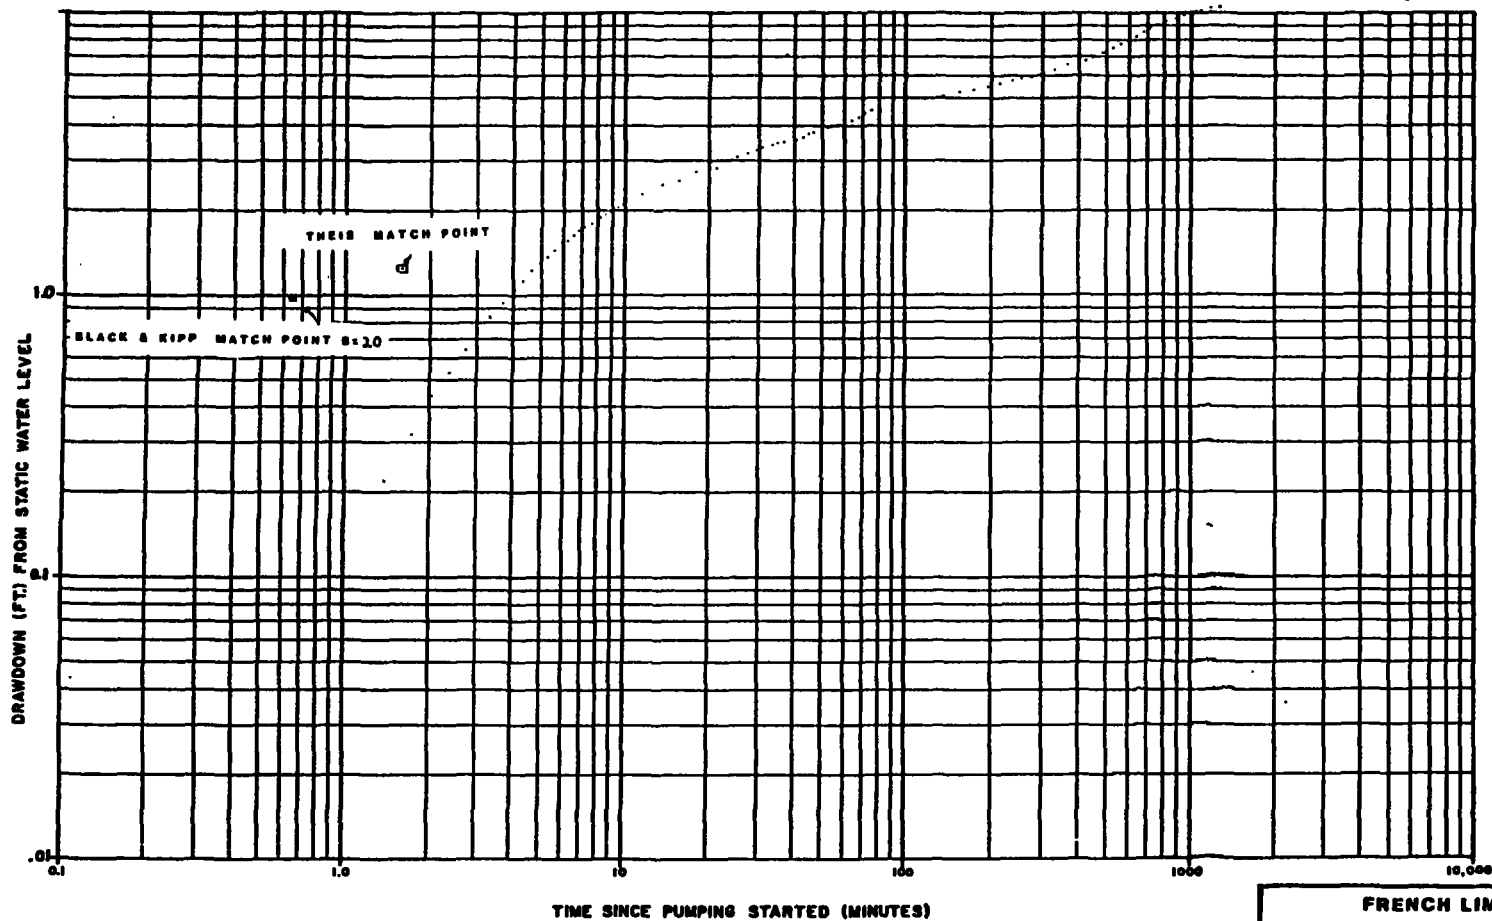 THEIS MATCH POINT
1.0
BLACK & KIPP MATCH POINT
DRAWDOWN (FT.) FROM STATIC WATER LEVEL
0.1
.01
0.1 1.0 10 100 1000 10,000
TIME SINCE PUMPING STARTED (MINUTES)
FRENCH LIM